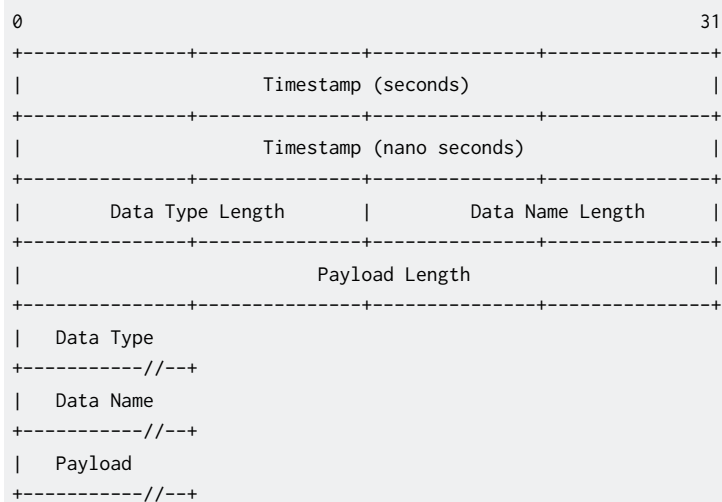 0                                                         31
+--------------+--------------+--------------+--------------+
|                    Timestamp (seconds)                    |
+--------------+--------------+--------------+--------------+
|                    Timestamp (nano seconds)               |
+--------------+--------------+--------------+--------------+
|       Data Type Length      |        Data Name Length     |
+--------------+--------------+--------------+--------------+
|                        Payload Length                     |
+--------------+--------------+--------------+--------------+
|   Data Type
+-----------//--+
|   Data Name
+-----------//--+
|   Payload
+-----------//--+